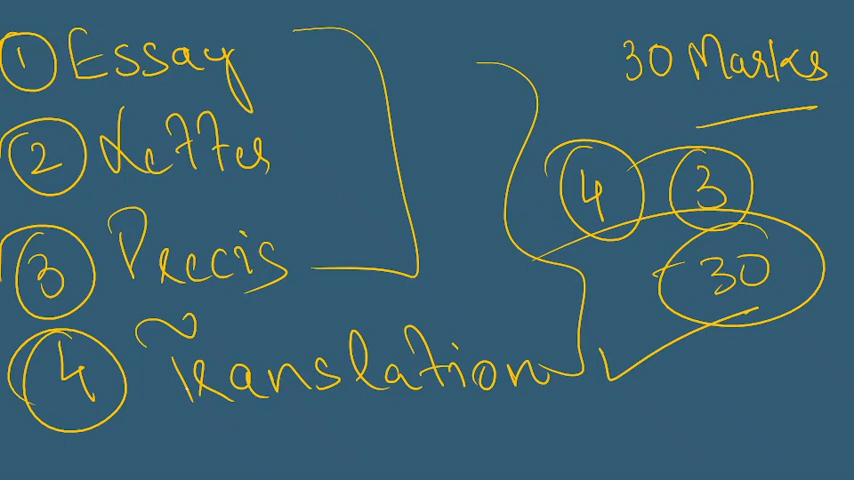 1 Essay
30 Marks
2 Letter
4 3
3 Precis
30
4 Translation